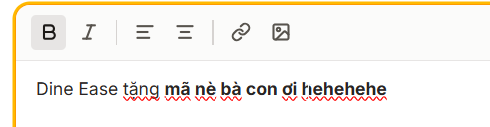 Dine Ease tặng mã nè bà con ơi hehehehe